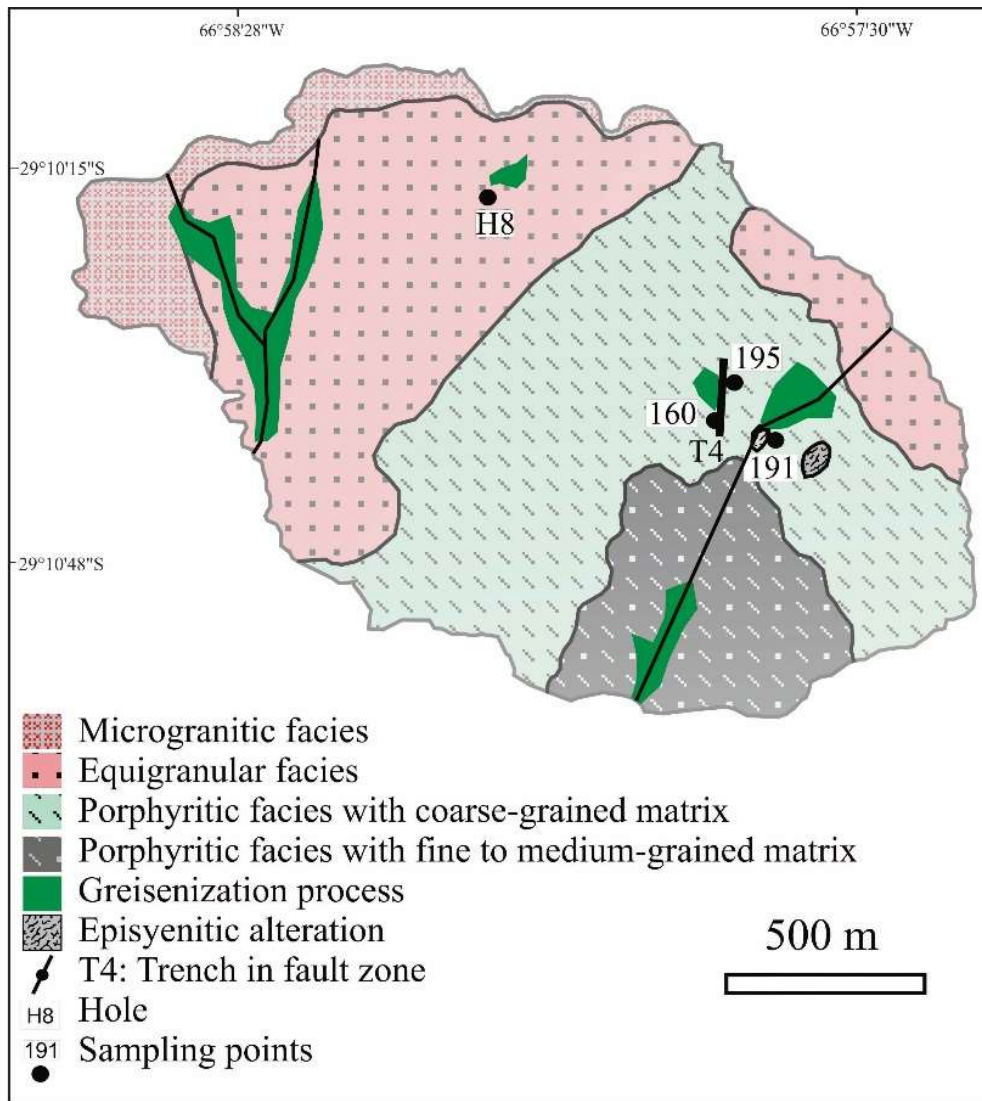 66°58'28"W
66°57'30"W
29°10'15"S
H8
195
160
T4
191
29°10'48"S
Microgranitic facies
Equigranular facies
Porphyritic facies with coarse-grained matrix
Porphyritic facies with fine to medium-grained matrix
Greisenization process
Episyenitic alteration
500 m
T4: Trench in fault zone
H8 Hole
191 Sampling points